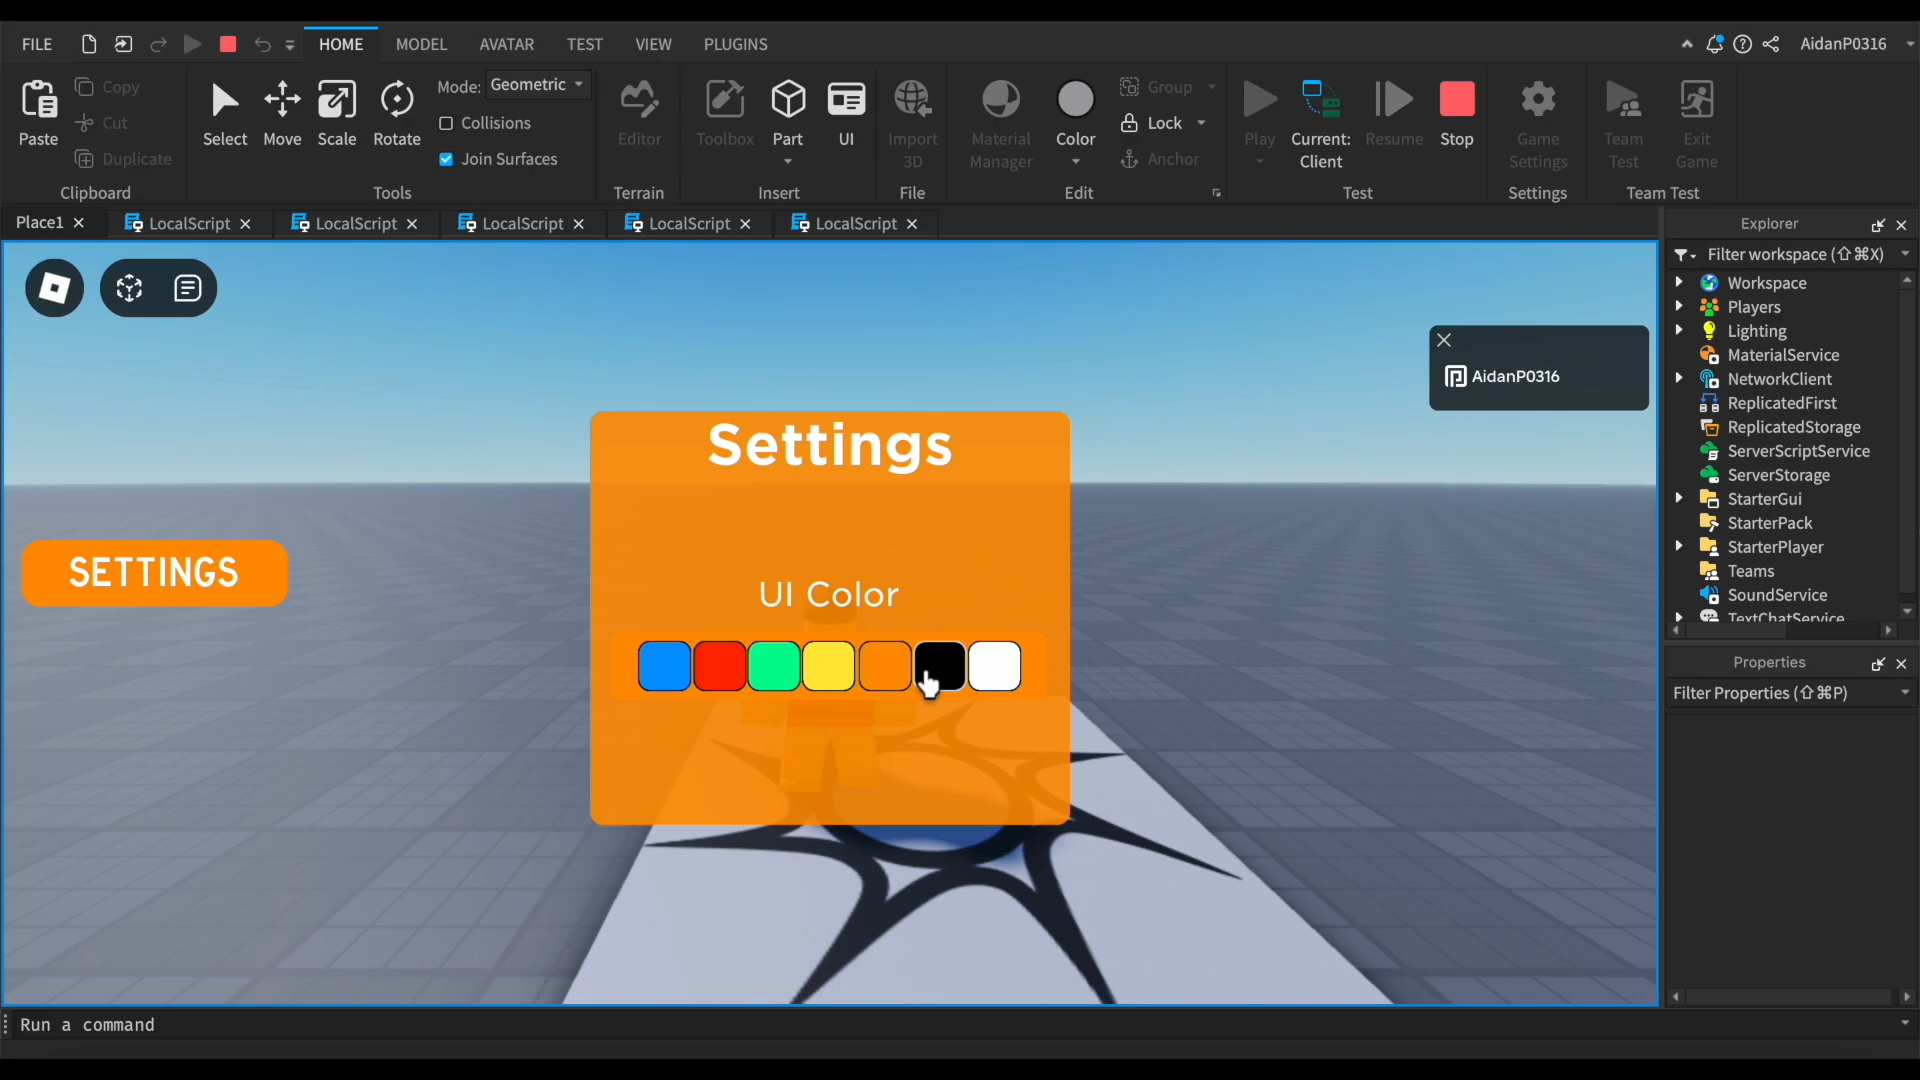 FILE HOME MODEL AVATAR TEST VIEW PLUGINS AidanP0316
Paste Copy Cut Duplicate Clipboard
Select Move Scale Rotate Mode: Geometric Collisions Join Surfaces Tools
Editor Terrain
Toolbox Part UI Insert
Import 3D File
Material Manager Color Group Lock Anchor Edit
Play Current: Client Resume Stop Test
Game Settings Settings
Team Test Exit Game Team Test
Place1 LocalScript LocalScript LocalScript LocalScript LocalScript
AidanP0316
Settings
SETTINGS
UI Color
Explorer
Filter workspace (⇧⌘X)
Workspace
Players
Lighting
MaterialService
NetworkClient
ReplicatedFirst
ReplicatedStorage
ServerScriptService
ServerStorage
StarterGui
StarterPack
StarterPlayer
Teams
SoundService
TextChatService
Properties
Filter Properties (⇧⌘P)
Run a command